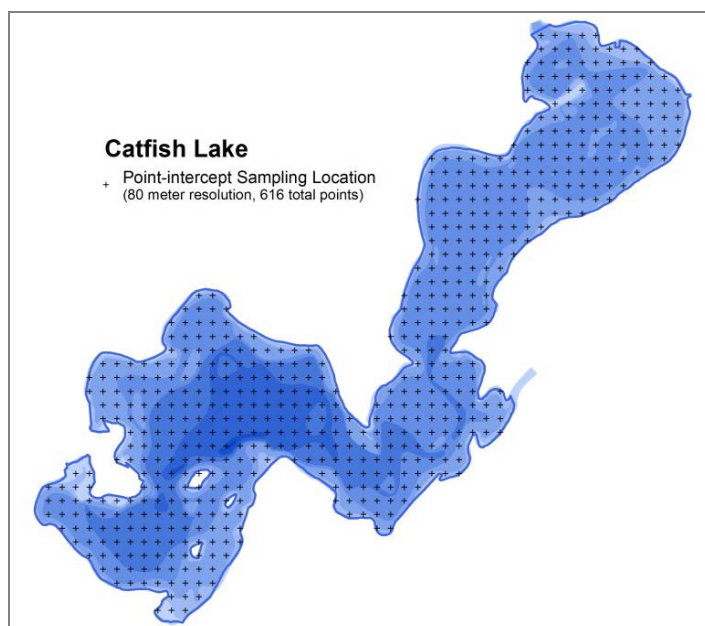 Catfish Lake
Point-intercept Sampling Location
(80 meter resolution, 616 total points)